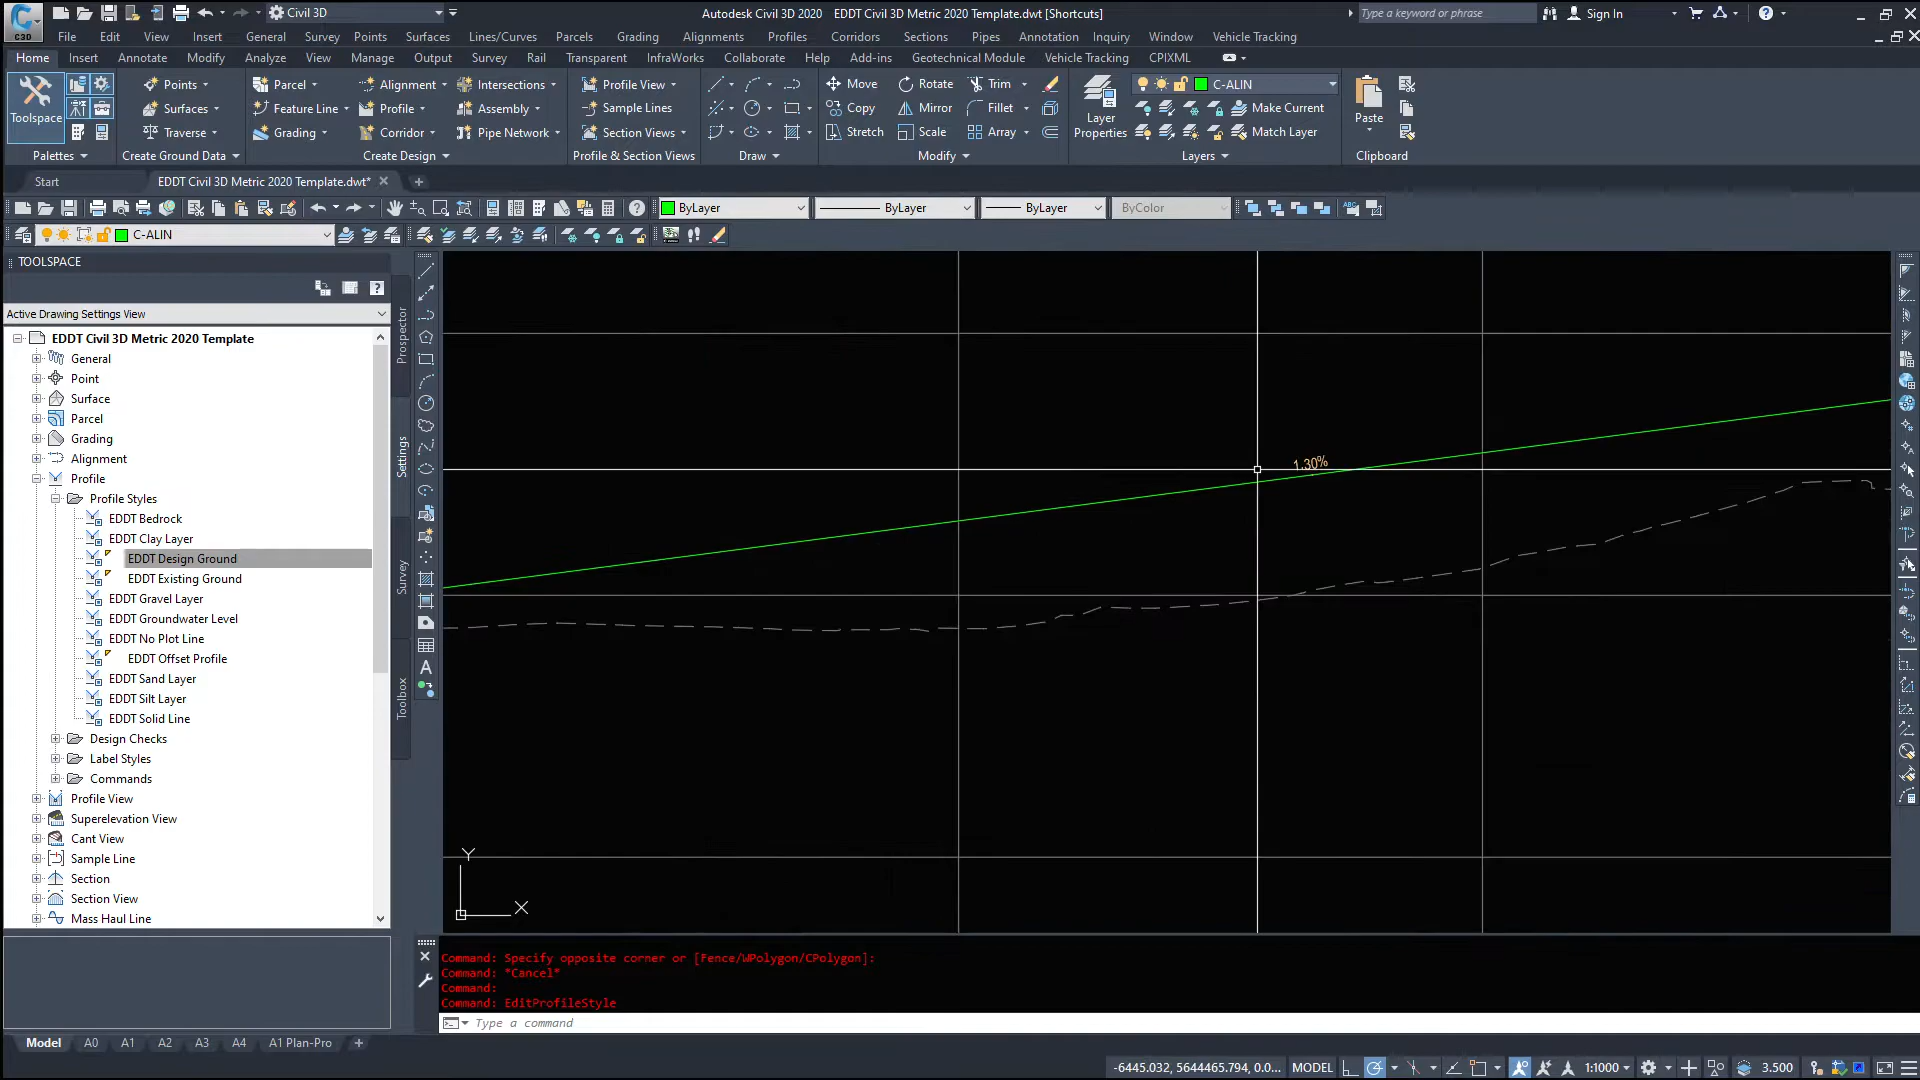 Civil 3D
Autodesk Civil 3D 2020 EDDT Civil 3D Metric 2020 Template.dwt [Shortcuts]
Type a keyword or phrase
Sign In
C3D
File Edit View Insert General Survey Points Surfaces Lines/Curves Parcels Grading Alignments Profiles Corridors Sections Pipes Annotation Inquiry Window Vehicle Tracking
Home Insert Annotate Modify Analyze View Manage Output Survey Rail Transparent InfraWorks Collaborate Help Add-ins Geotechnical Module Vehicle Tracking CPIXML
Points Parcel Alignment Intersections Profile View Move Rotate Trim C-ALIN
Toolspace Surfaces Feature Line Profile Assembly Sample Lines Copy Mirror Fillet Layer Properties Make Current Paste
Traverse Grading Corridor Pipe Network Section Views Stretch Scale Array Match Layer
Palettes Create Ground Data Create Design Profile & Section Views Draw Modify Layers Clipboard
Start EDDT Civil 3D Metric 2020 Template.dwt*
ByLayer ByLayer ByLayer ByColor
C-ALIN
TOOLSPACE
Active Drawing Settings View
EDDT Civil 3D Metric 2020 Template
General
Point
Surface
Parcel
Grading
Alignment
Profile
Profile Styles
EDDT Bedrock
EDDT Clay Layer
EDDT Design Ground
EDDT Existing Ground
EDDT Gravel Layer
EDDT Groundwater Level
EDDT No Plot Line
EDDT Offset Profile
EDDT Sand Layer
EDDT Silt Layer
EDDT Solid Line
Design Checks
Label Styles
Commands
Profile View
Superelevation View
Cant View
Sample Line
Section
Section View
Mass Haul Line
Prospector
Settings
Survey
Toolbox
1.30%
Y
X
Command: Specify opposite corner or [Fence/WPolygon/CPolygon]:
Command: *Cancel*
Command:
Command: EditProfileStyle
Type a command
Model A0 A1 A2 A3 A4 A1 Plan-Pro
-6445.032, 5644465.794, 0.0... MODEL 1:1000 3.500